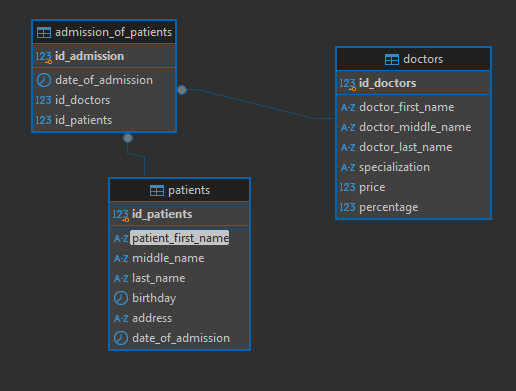 admission_of_patients
123 id_admission
date_of_admission
123 id_doctors
123 id_patients
doctors
123 id_doctors
A-Z doctor_first_name
A-Z doctor_middle_name
A-Z doctor_last_name
A-Z specialization
123 price
123 percentage
patients
123 id_patients
A-Z patient_first_name
A-Z middle_name
A-Z last_name
birthday
A-Z address
date_of_admission